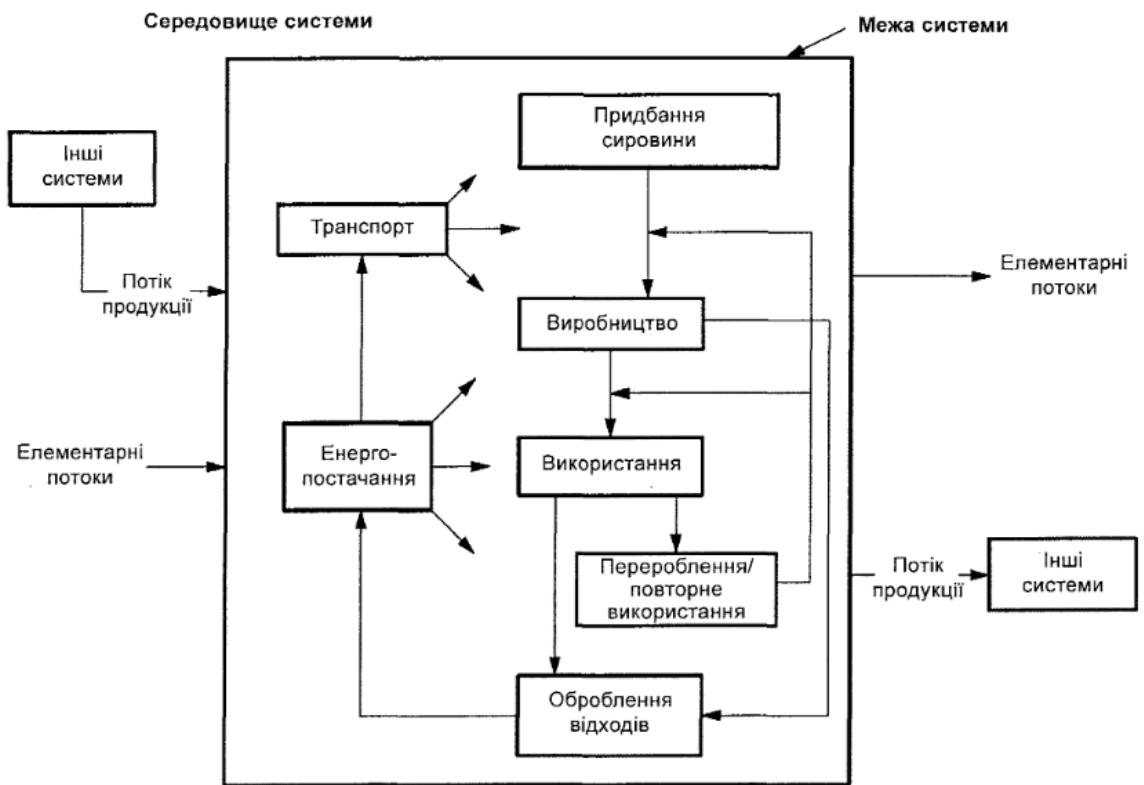 Середовище системи
Межа системи
Придбання
сировини
Інші
системи
Транспорт
Потік
продукції
Елементарні
потоки
Виробництво
Елементарні
потоки
Енерго-
постачання
Використання
Перероблення/
повторне
використання
Потік
продукції
Інші
системи
Оброблення
відходів